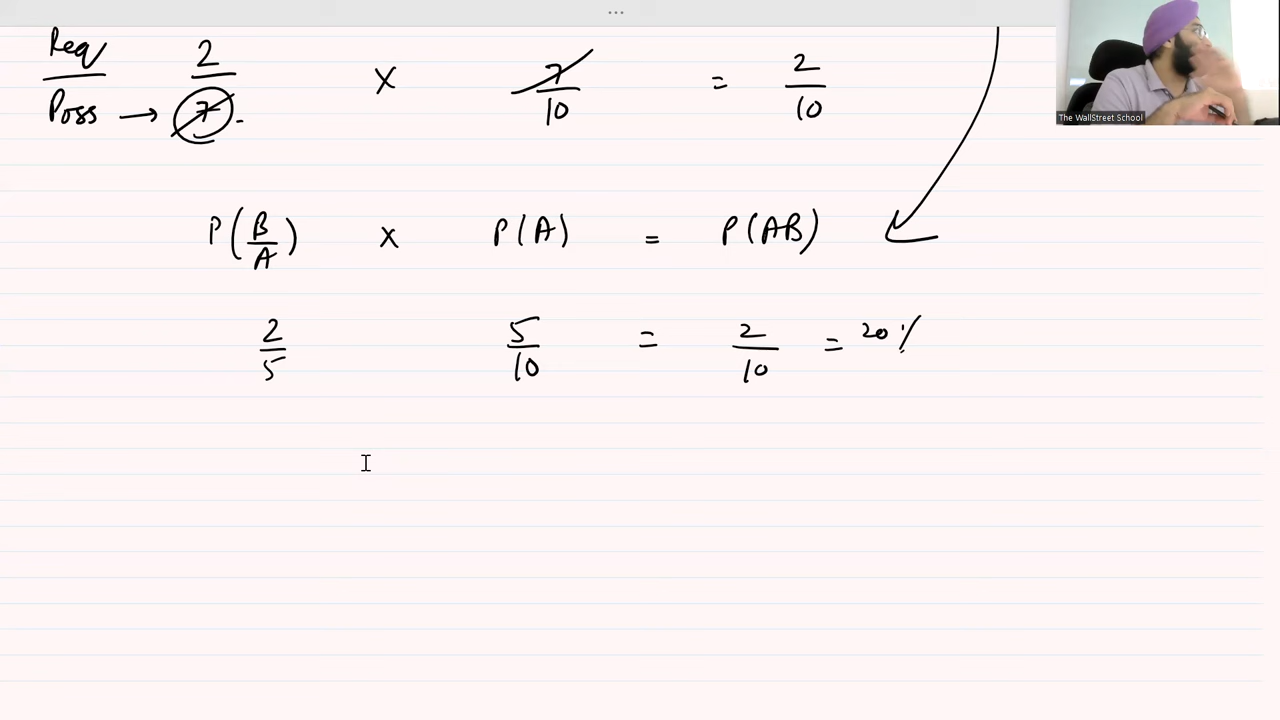 Req 2 x 7 = 2
Poss → 7. 10 10
The WallStreet School
P(B/A) x P(A) = P(AB)
2/5 5/10 = 2/10 = 20%